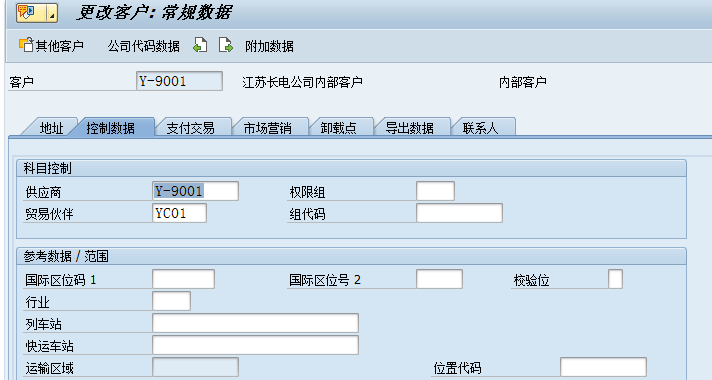 更改客户: 常规数据
其他客户 公司代码数据 附加数据
客户 Y-9001 江苏长电公司内部客户 内部客户
地址 控制数据 支付交易 市场营销 卸载点 导出数据 联系人
科目控制
供应商 Y-9001 权限组
贸易伙伴 YC01 组代码
参考数据 / 范围
国际区位码 1 国际区位号 2 校验位
行业
列车站
快运车站
运输区域 位置代码